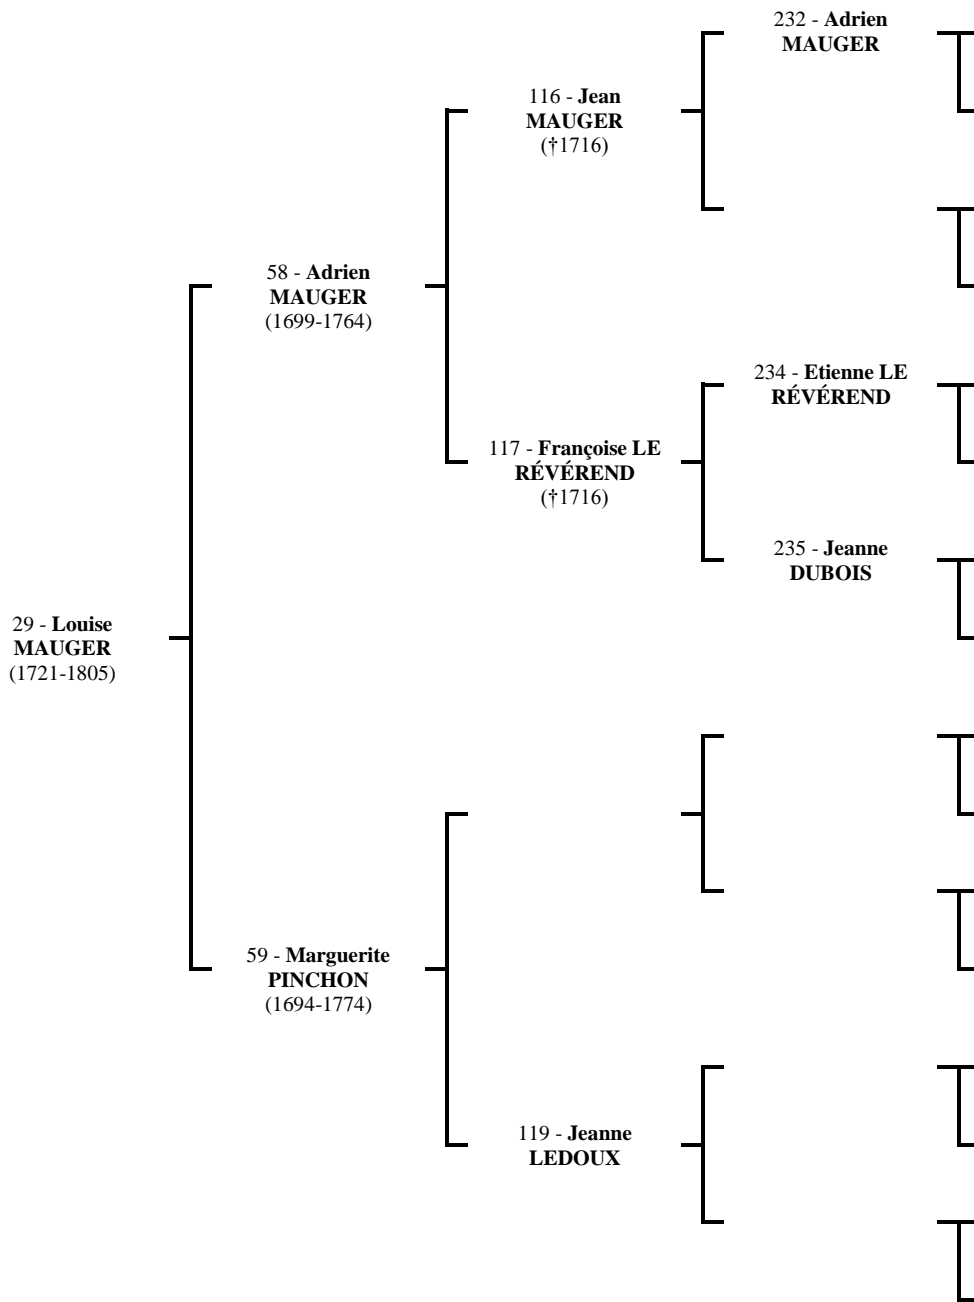 232 - Adrien
MAUGER
116 - Jean
MAUGER
(†1716)
58 - Adrien
MAUGER
(1699-1764)
234 - Etienne LE
RÉVÉREND
117 - Françoise LE
RÉVÉREND
(†1716)
235 - Jeanne
DUBOIS
29 - Louise
MAUGER
(1721-1805)
59 - Marguerite
PINCHON
(1694-1774)
119 - Jeanne
LEDOUX